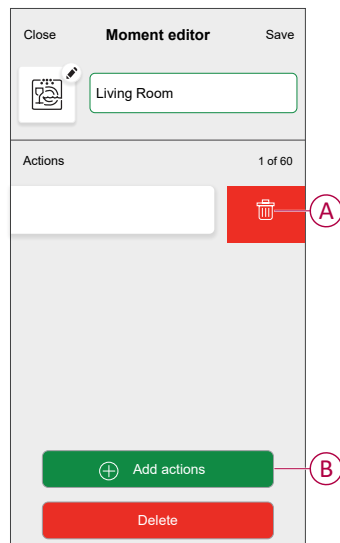 Close Moment editor Save
Living Room
Actions 1 of 60
A
Add actions B
Delete